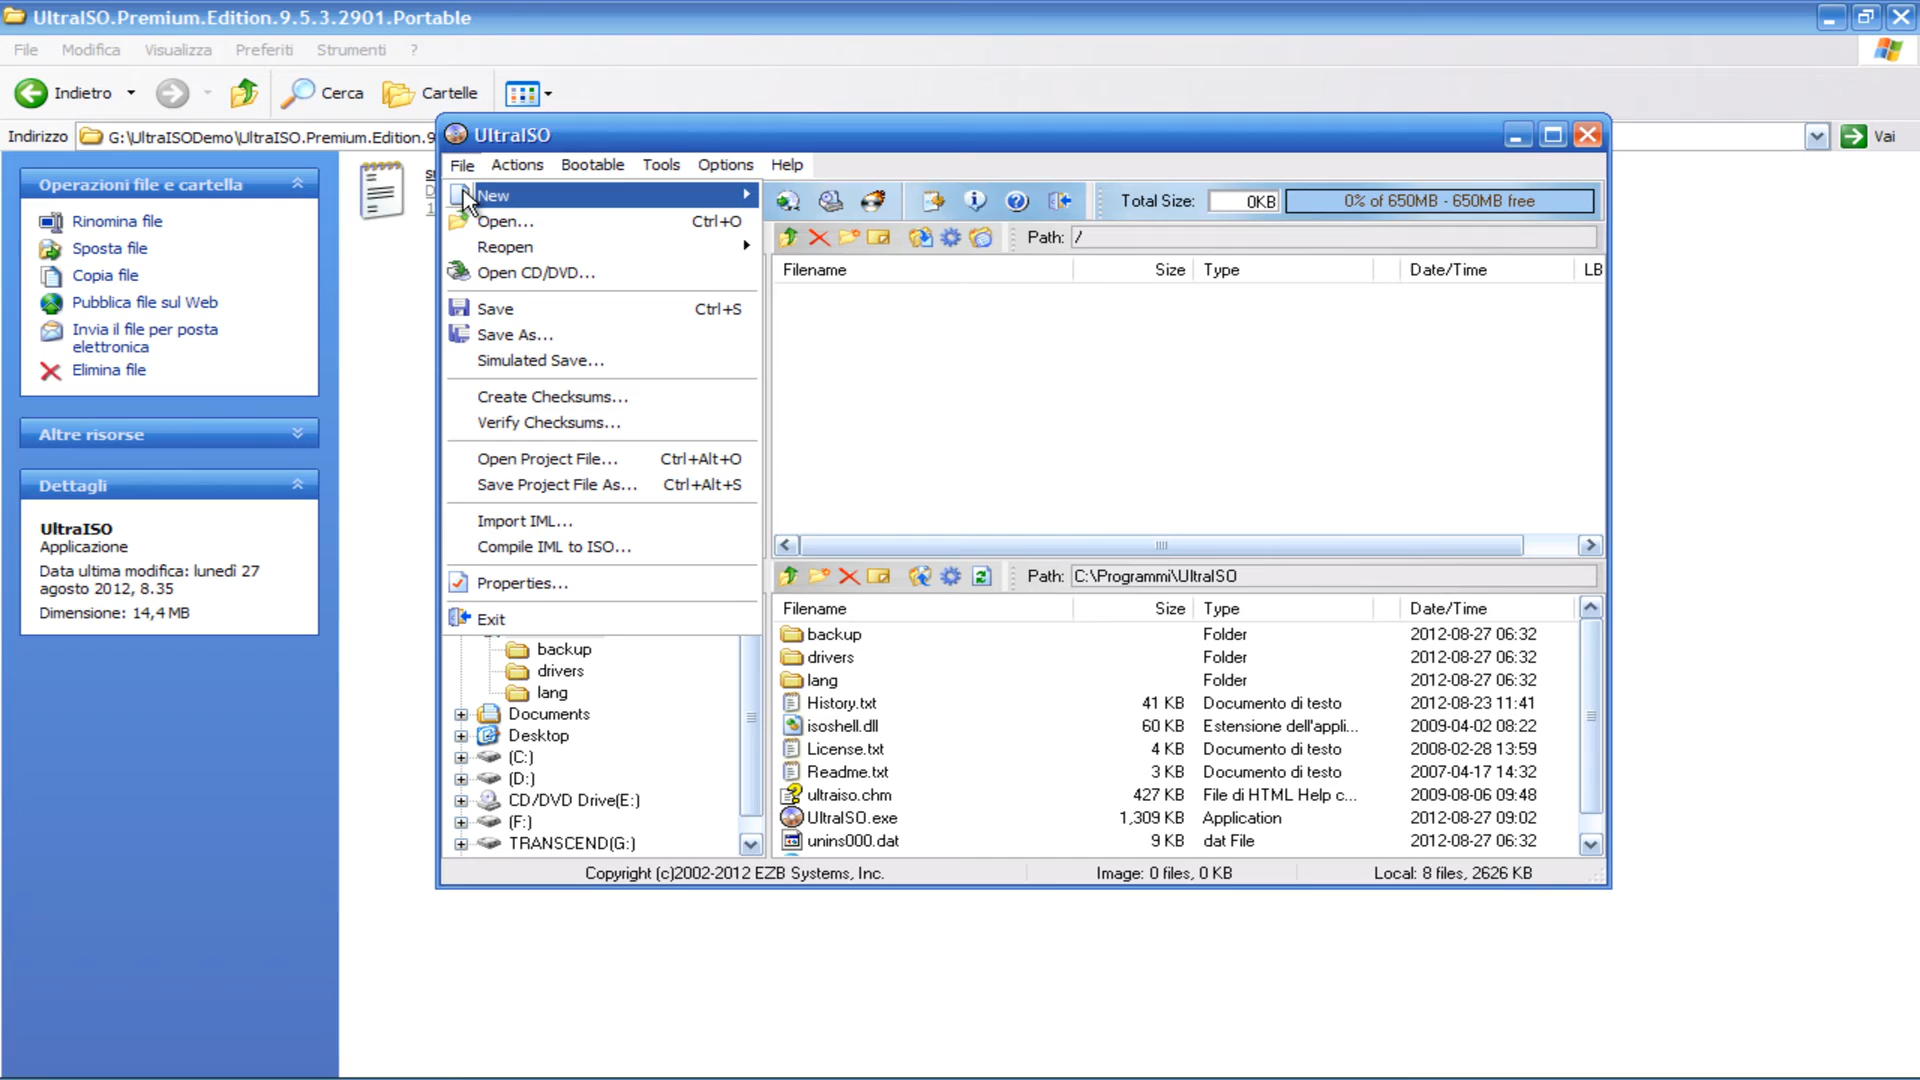 UltraISO.Premium.Edition.9.5.3.2901.Portable
File Modifica Visualizza Preferiti Strumenti ?
Indietro Cerca Cartelle
Indirizzo G:\UltraISODemo\UltraISO.Premium.Edition.9 Vai
Operazioni file e cartella
Rinomina file
Sposta file
Copia file
Pubblica file sul Web
Invia il file per posta
elettronica
Elimina file
Altre risorse
Dettagli
UltraISO
Applicazione
Data ultima modifica: lunedì 27
agosto 2012, 8.35
Dimensione: 14,4 MB
UltraISO
File Actions Bootable Tools Options Help
New
Open... Ctrl+O
Reopen
Open CD/DVD...
Save Ctrl+S
Save As...
Simulated Save...
Create Checksums...
Verify Checksums...
Open Project File... Ctrl+Alt+O
Save Project File As... Ctrl+Alt+S
Import IML...
Compile IML to ISO...
Properties...
Exit
Total Size: 0KB 0% of 650MB - 650MB free
Path: /
Filename Size Type Date/Time LB
backup
drivers
lang
Documents
Desktop
(C:)
(D:)
CD/DVD Drive(E:)
(F:)
TRANSCEND(G:)
Path: C:\Programmi\UltraISO
Filename Size Type Date/Time
backup Folder 2012-08-27 06:32
drivers Folder 2012-08-27 06:32
lang Folder 2012-08-27 06:32
History.txt 41 KB Documento di testo 2012-08-23 11:41
isoshell.dll 60 KB Estensione dell'appli... 2009-04-02 08:22
License.txt 4 KB Documento di testo 2008-02-28 13:59
Readme.txt 3 KB Documento di testo 2007-04-17 14:32
ultraiso.chm 427 KB File di HTML Help c... 2009-08-06 09:48
UltraISO.exe 1,309 KB Application 2012-08-27 09:02
unins000.dat 9 KB dat File 2012-08-27 06:32
Copyright (c)2002-2012 EZB Systems, Inc. Image: 0 files, 0 KB Local: 8 files, 2626 KB